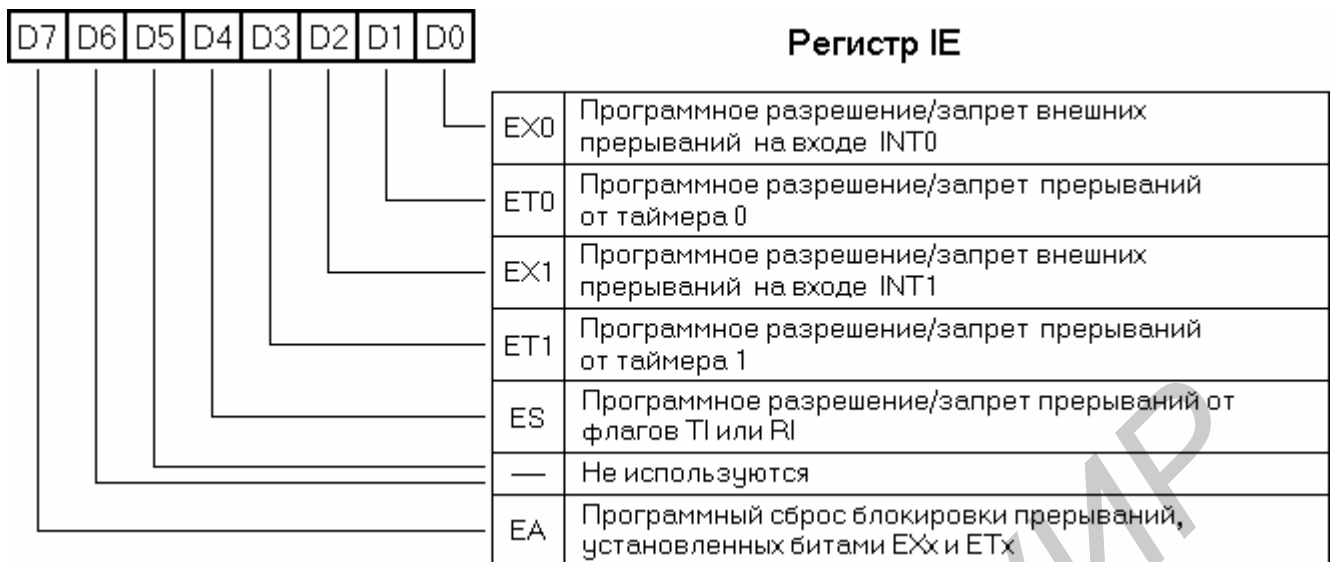 D7 D6 D5 D4 D3 D2 D1 D0
Регистр IE
EX0 Программное разрешение/запрет внешних
прерываний на входе INT0
ET0 Программное разрешение/запрет прерываний
от таймера 0
EX1 Программное разрешение/запрет внешних
прерываний на входе INT1
ET1 Программное разрешение/запрет прерываний
от таймера 1
ES Программное разрешение/запрет прерываний от
флагов TI или RI
— Не используются
EA Программный сброс блокировки прерываний,
установленных битами EXx и ETx